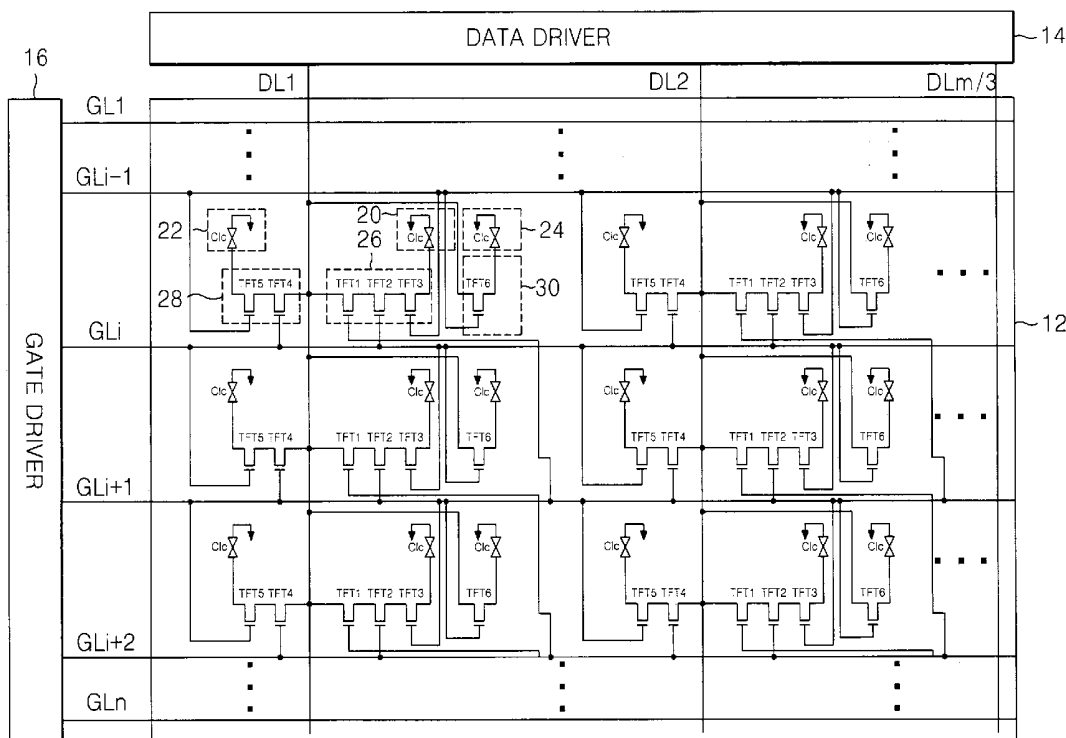 DATA DRIVER
14
16
DL1 DL2 DLm/3
GL1
GLi-1
22 Clc 20 Clc Clc 24 Clc Clc Clc
26
28 TFT5 TFT4 TFT1 TFT2 TFT3 TFT6 30 TFT5 TFT4 TFT1 TFT2 TFT3 TFT6
12
GLi
GATE DRIVER
Clc Clc Clc Clc Clc Clc
TFT5 TFT4 TFT1 TFT2 TFT3 TFT6 TFT5 TFT4 TFT1 TFT2 TFT3 TFT6
GLi+1
Clc Clc Clc Clc Clc Clc
TFT5 TFT4 TFT1 TFT2 TFT3 TFT6 TFT5 TFT4 TFT1 TFT2 TFT3 TFT6
GLi+2
GLn